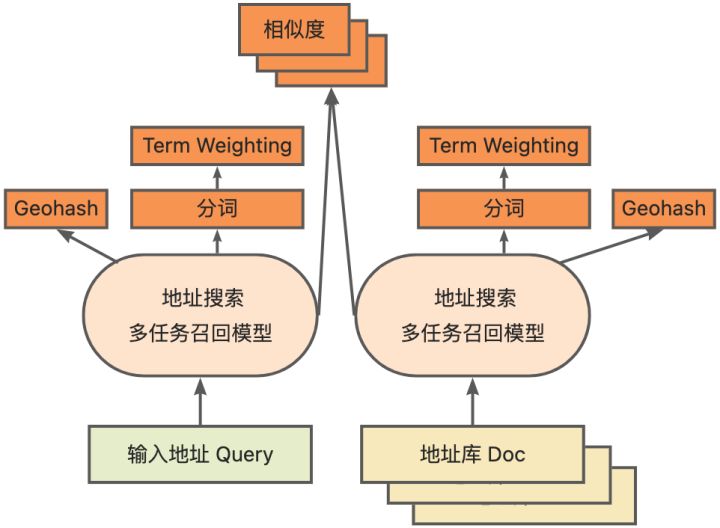 相似度
Term Weighting
Term Weighting
Geohash
分词
分词
Geohash
地址搜索
多任务召回模型
地址搜索
多任务召回模型
输入地址 Query
地址库 Doc